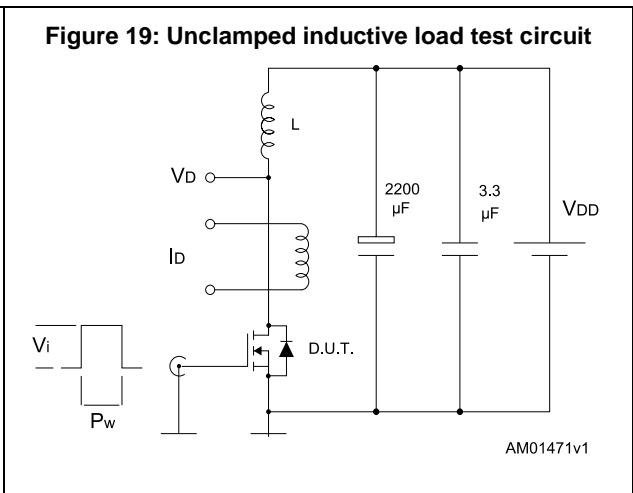 Figure 19: Unclamped inductive load test circuit
L
VD
2200
µF
3.3
µF
VDD
ID
Vi
D.U.T.
Pw
AM01471v1